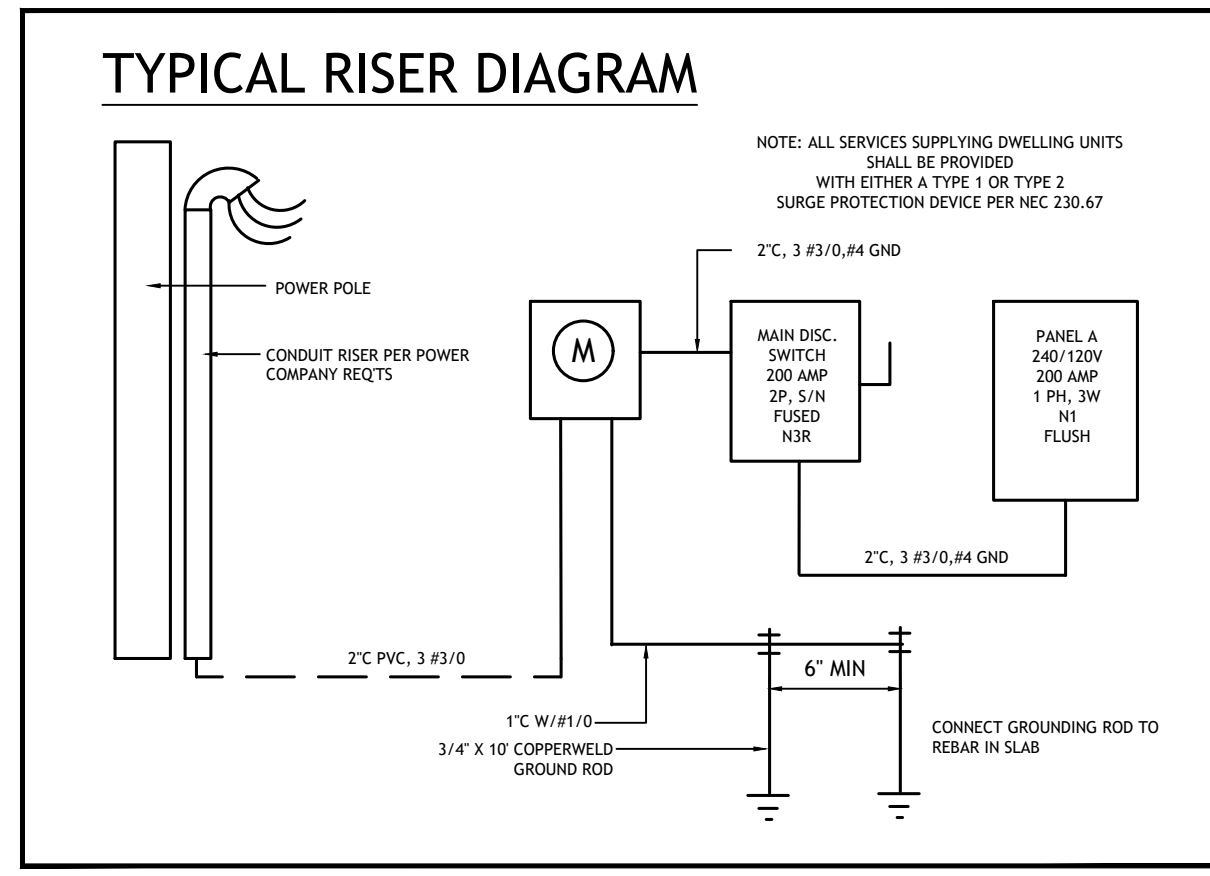 TYPICAL RISER DIAGRAM
NOTE: ALL SERVICES SUPPLYING DWELLING UNITS
SHALL BE PROVIDED
WITH EITHER A TYPE 1 OR TYPE 2
SURGE PROTECTION DEVICE PER NEC 230.67
2"C, 3 #3/0,#4 GND
POWER POLE
CONDUIT RISER PER POWER
COMPANY REQ'TS
M
MAIN DISC.
SWITCH
200 AMP
2P, S/N
FUSED
N3R
PANEL A
240/120V
200 AMP
1 PH, 3W
N1
FLUSH
2"C, 3 #3/0,#4 GND
2"C PVC, 3 #3/0
6" MIN
1"C W/#1/0
3/4" X 10' COPPERWELD
GROUND ROD
CONNECT GROUNDING ROD TO
REBAR IN SLAB